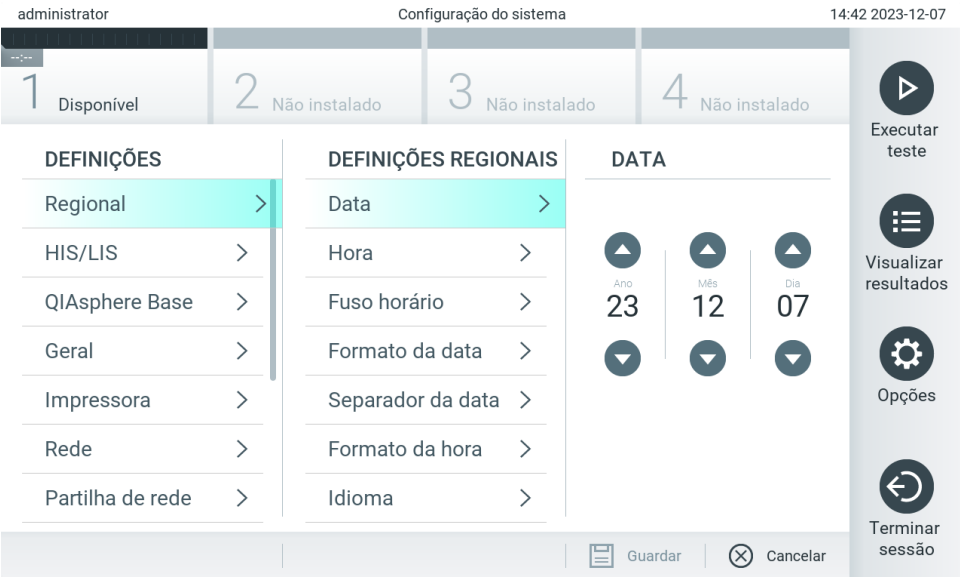 administrator
Configuração do sistema
14:42 2023-12-07
--:--
1 Disponível
2 Não instalado
3 Não instalado
4 Não instalado
DEFINIÇÕES
Regional
HIS/LIS
QIAsphere Base
Geral
Impressora
Rede
Partilha de rede
DEFINIÇÕES REGIONAIS
Data
Hora
Fuso horário
Formato da data
Separador da data
Formato da hora
Idioma
DATA
Ano
23
Mês
12
Dia
07
Guardar
Cancelar
Executar
teste
Visualizar
resultados
Opções
Terminar
sessão